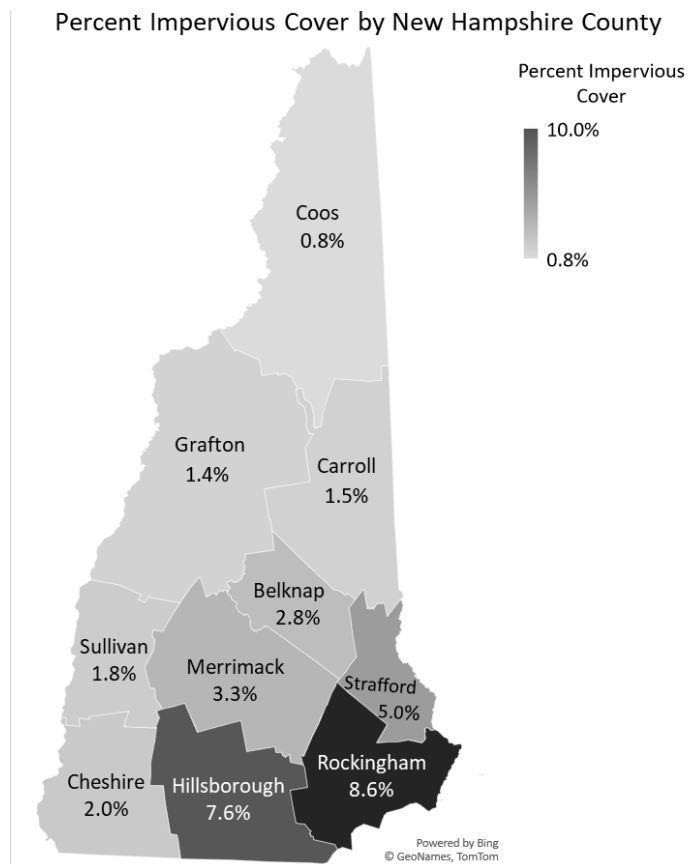 Percent Impervious Cover by New Hampshire County
Percent Impervious
Cover
10.0%
0.8%
Coos
0.8%
Grafton
1.4%
Carroll
1.5%
Belknap
2.8%
Sullivan
1.8%
Merrimack
3.3%
Strafford
5.0%
Cheshire
2.0%
Hillsborough
7.6%
Rockingham
8.6%
Powered by Bing
© GeoNames, TomTom